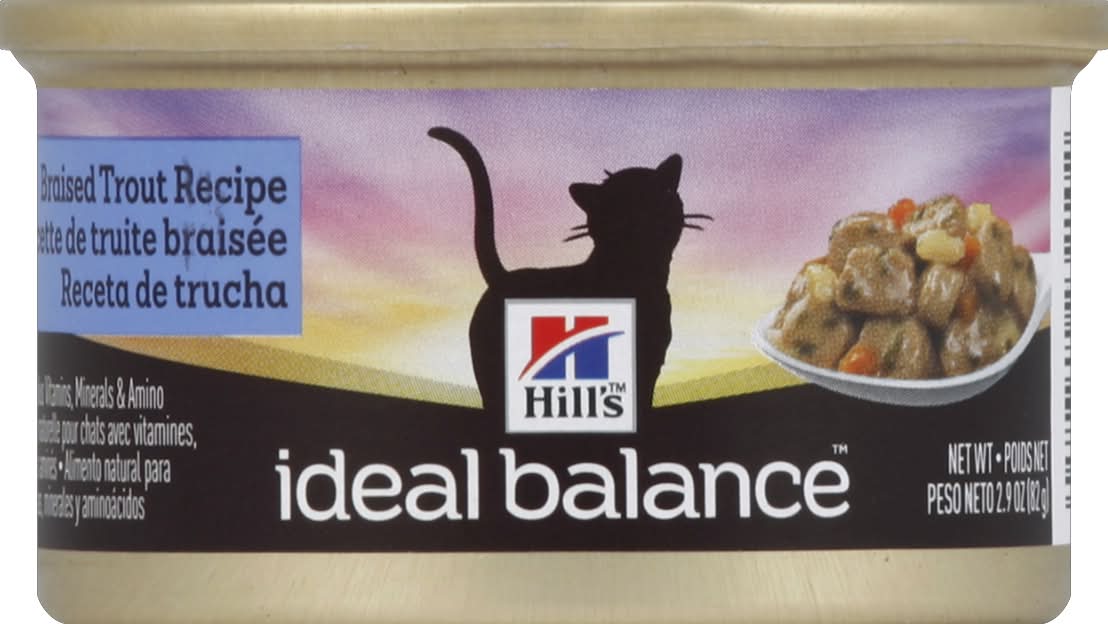 Braised Trout Recipe
de truite braisée
Receta de trucha
Vitamins, Minerals & Amino
pour chats avec vitamines,
• Alimento natural para
minerales y aminoácidos
Hill's™
ideal balance™
NET WT • POIDS NET
PESO NETO 2.9 OZ (82 g)